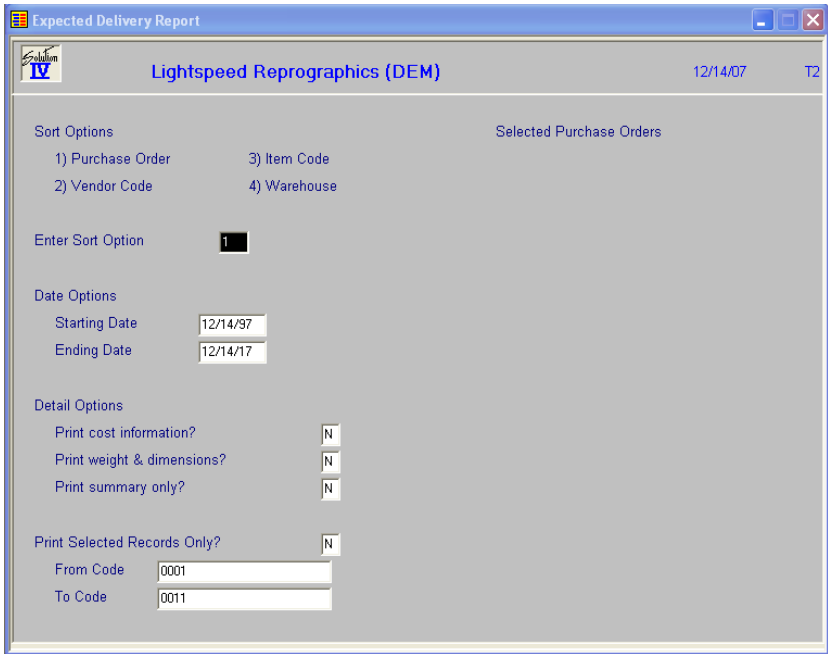 Expected Delivery Report
Solution IV
Lightspeed Reprographics (DEM) 12/14/07 T2
Sort Options Selected Purchase Orders
1) Purchase Order 3) Item Code
2) Vendor Code 4) Warehouse
Enter Sort Option 1
Date Options
Starting Date 12/14/97
Ending Date 12/14/17
Detail Options
Print cost information? N
Print weight & dimensions? N
Print summary only? N
Print Selected Records Only? N
From Code 0001
To Code 0011